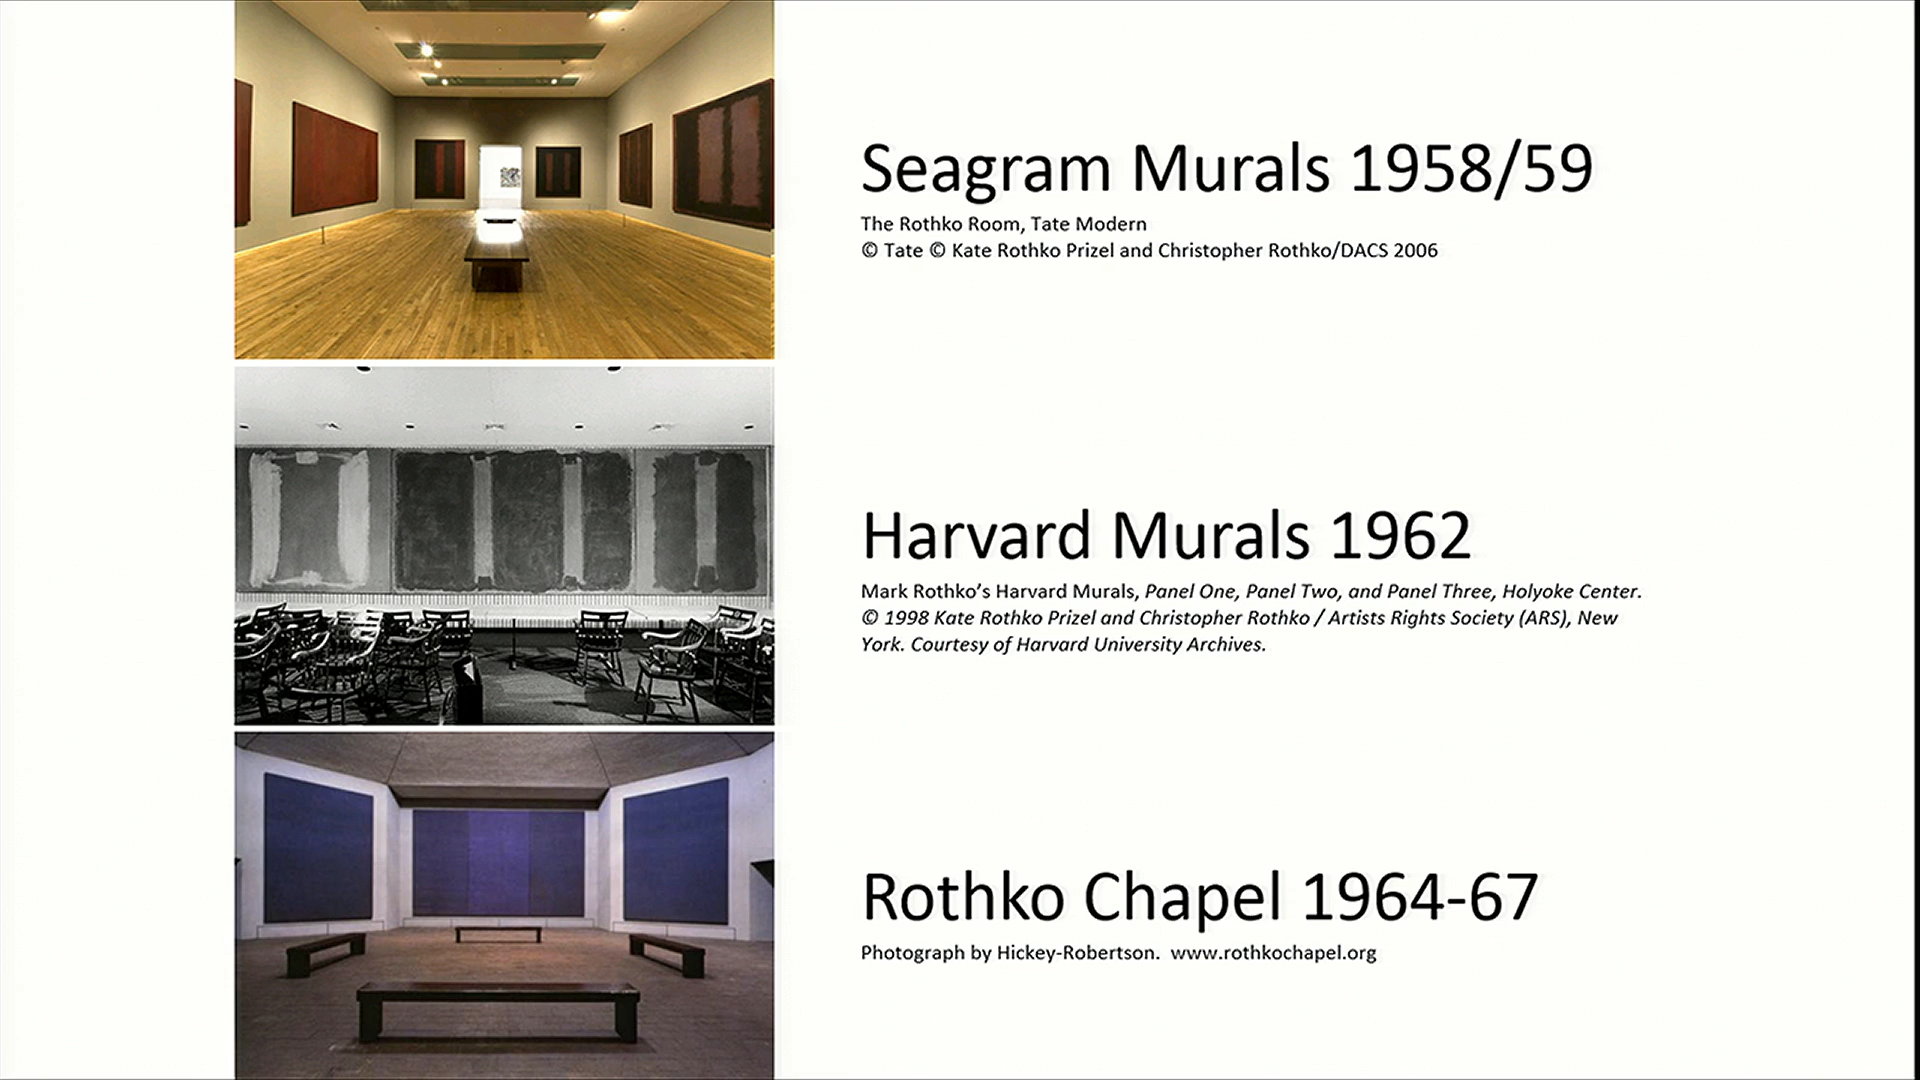 Seagram Murals 1958/59
The Rothko Room, Tate Modern
© Tate © Kate Rothko Prizel and Christopher Rothko/DACS 2006
Harvard Murals 1962
Mark Rothko’s Harvard Murals, Panel One, Panel Two, and Panel Three, Holyoke Center.
© 1998 Kate Rothko Prizel and Christopher Rothko / Artists Rights Society (ARS), New
York. Courtesy of Harvard University Archives.
Rothko Chapel 1964-67
Photograph by Hickey-Robertson.  www.rothkochapel.org